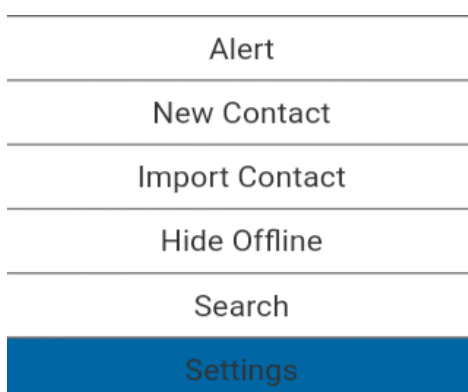 Alert
New Contact
Import Contact
Hide Offline
Search
Settings